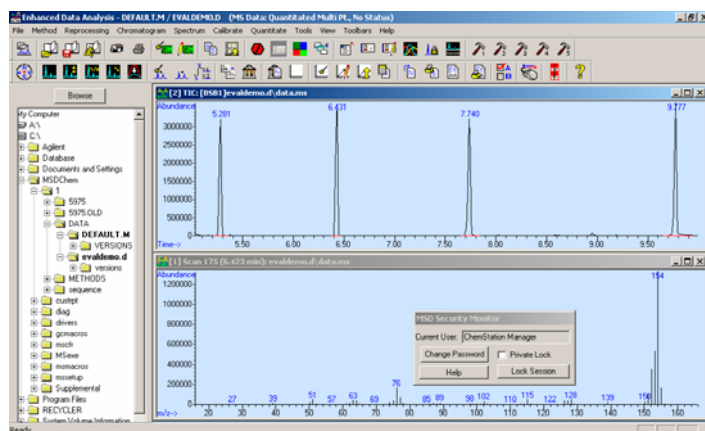 Enhanced Data Analysis - DEFAULT.M / EVALDEMO.D (MS Data: Quantitated Multi Pt., No Status)
File Method Reprocessing Chromatogram Spectrum Calibrate Quantitate Tools View Toolbars Help
Browse
My Computer
A:\
C:\
Agilent
Database
Documents and Settings
MSDChem
1
5975
5975.OLD
DATA
DEFAULT.M
VERSIONS
evaldemo.d
versions
METHODS
sequence
custrpt
diag
drivers
gcmacros
mscfr
MSexe
msmacros
mssetup
Supplemental
Program Files
RECYCLER
System Volume Information
Ready
[2] TIC: [BSB1]evaldemo.d\data.ms
Abundance
5.281 6.431 7.740 9.777
3000000
2500000
2000000
1500000
1000000
500000
0
Time--> 5.50 6.00 6.50 7.00 7.50 8.00 8.50 9.00 9.50
[1] Scan 175 (6.423 min): evaldemo.d\data.ms
Abundance
154
1200000
1000000
800000
600000
400000
200000
0
27 39 51 57 63 69 76 85 89 98 102 110 115 122 128 139 150
m/z--> 20 30 40 50 60 70 80 90 100 110 120 130 140 150 160
MSD Security Monitor
Current User: ChemStation Manager
Change Password Private Lock
Help Lock Session